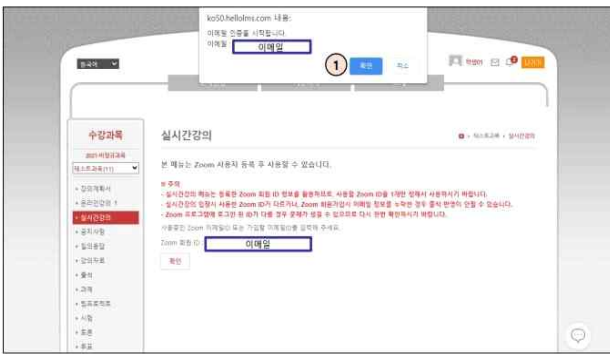 ko50.hellolms.com 내용:
이메일 인증을 시작합니다.
이메일 이메일
1 확인 취소
한국어
학생01
수강과목
실시간강의
테스트과목(11)
본 메뉴는 Zoom 사용자 등록 후 사용할 수 있습니다.
※ 주의
- 실시간강의 메뉴는 등록한 Zoom 회원 ID 정보를 활용하므로, 사용할 Zoom ID를 1개만 정해서 사용하시기 바랍니다.
- 실시간강의 입장시 사용한 Zoom ID가 다르거나, Zoom 회원가입시 이메일 정보를 누락한 경우 출석 반영이 안될 수 있습니다.
- Zoom 프로그램에 로그인 된 ID가 다를 경우 문제가 생길 수 있으므로 다시 한번 확인하시기 바랍니다.
사용중인 Zoom 이메일ID 또는 가입할 이메일ID를 입력해 주세요.
Zoom 회원 ID: 이메일
확인
• 강의계획서
• 온라인강의 1
• 실시간강의
• 공지사항
• 질의응답
• 강의자료
• 출석
• 과제
• 팀프로젝트
• 시험
• 토론
• 투표